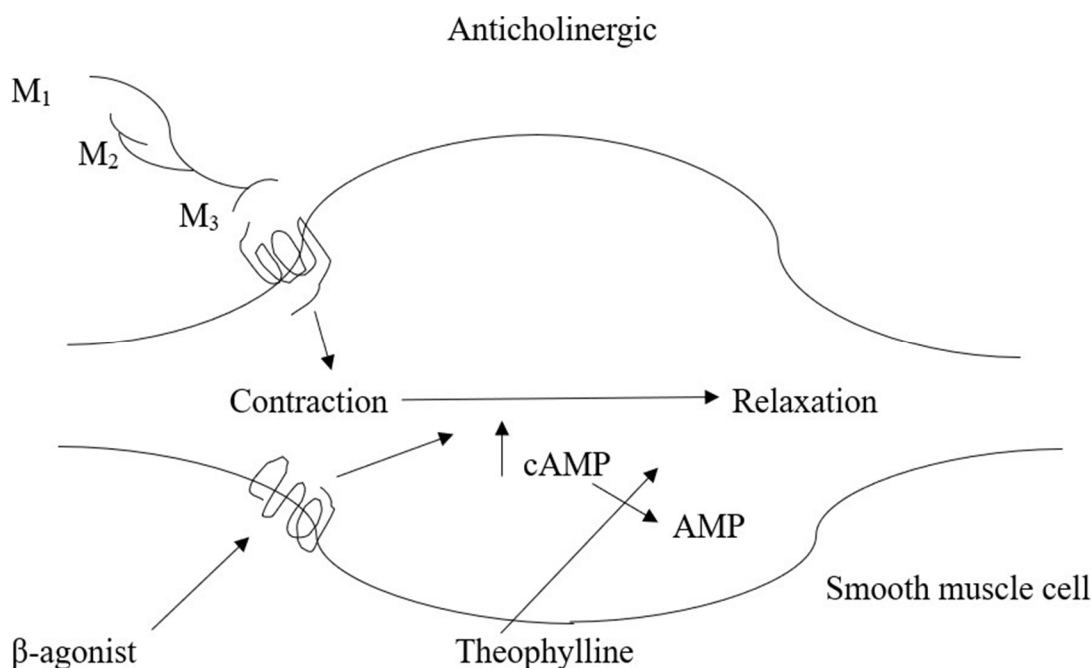 Anticholinergic
M₁
M₂
M₃
Contraction
Relaxation
cAMP
AMP
Smooth muscle cell
β-agonist
Theophylline